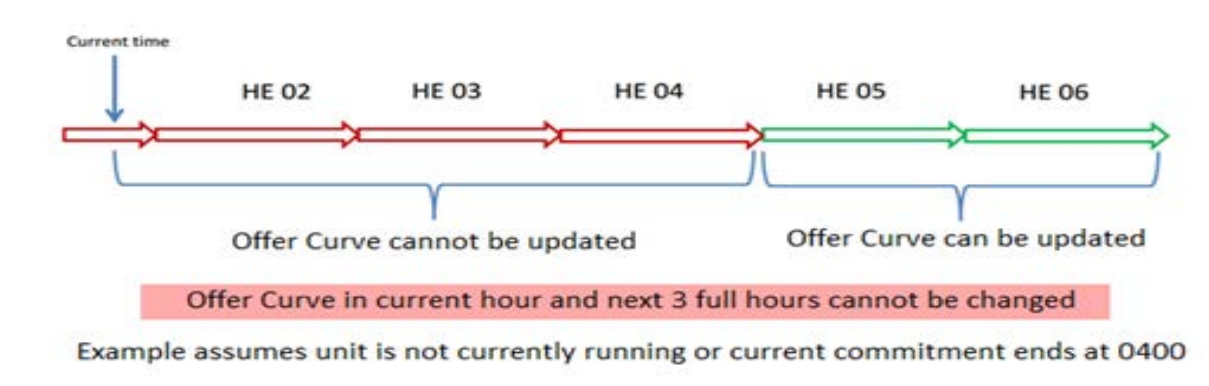 Current time
HE 02 HE 03 HE 04 HE 05 HE 06
Offer Curve cannot be updated Offer Curve can be updated
Offer Curve in current hour and next 3 full hours cannot be changed
Example assumes unit is not currently running or current commitment ends at 0400